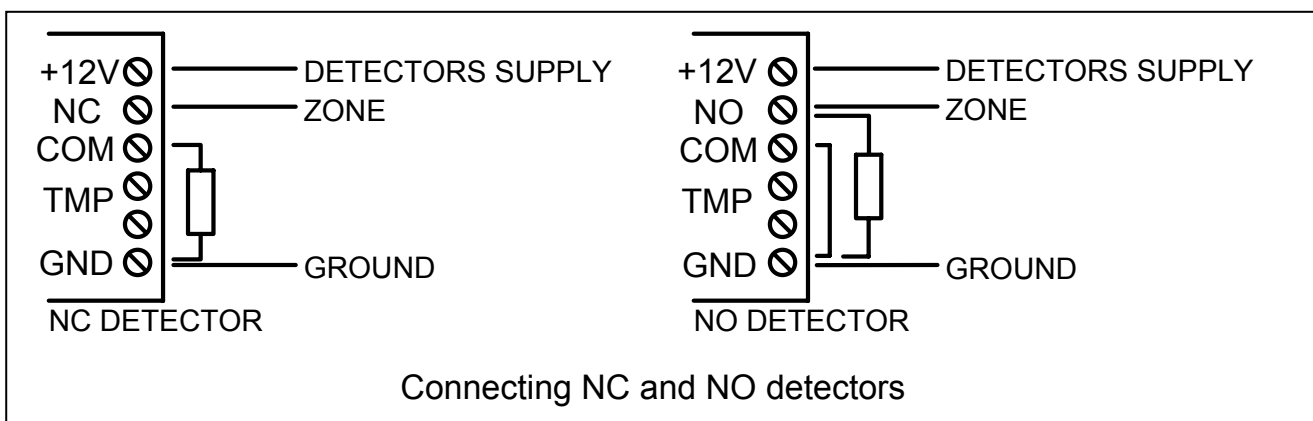 +12V DETECTORS SUPPLY
NC ZONE
COM
TMP
GND GROUND
NC DETECTOR
+12V DETECTORS SUPPLY
NO ZONE
COM
TMP
GND GROUND
NO DETECTOR
Connecting NC and NO detectors